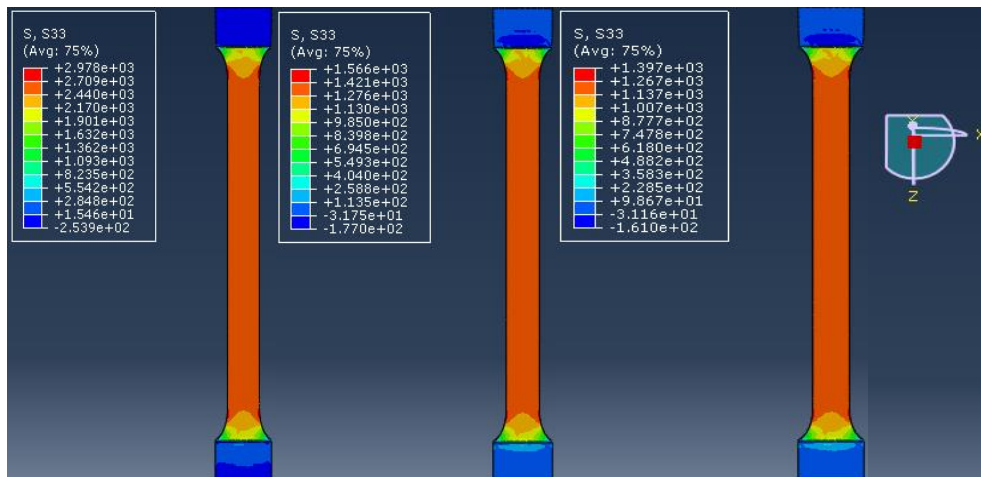 S, S33
(Avg: 75%)
+2.978e+03
+2.709e+03
+2.440e+03
+2.170e+03
+1.901e+03
+1.632e+03
+1.362e+03
+1.093e+03
+8.235e+02
+5.542e+02
+2.848e+02
+1.546e+01
-2.539e+02
S, S33
(Avg: 75%)
+1.566e+03
+1.421e+03
+1.276e+03
+1.130e+03
+9.850e+02
+8.398e+02
+6.945e+02
+5.493e+02
+4.040e+02
+2.588e+02
+1.135e+02
-3.175e+01
-1.770e+02
S, S33
(Avg: 75%)
+1.397e+03
+1.267e+03
+1.137e+03
+1.007e+03
+8.777e+02
+7.478e+02
+6.180e+02
+4.882e+02
+3.583e+02
+2.285e+02
+9.867e+01
-3.116e+01
-1.610e+02
Y
X
Z